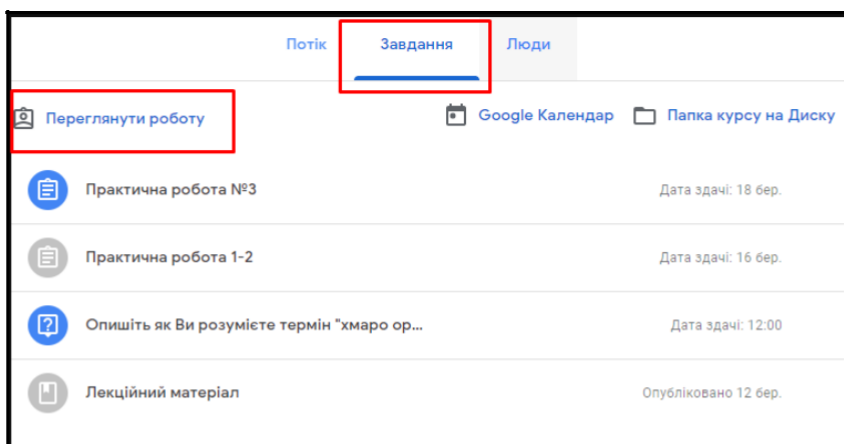 Потік Завдання Люди
Переглянути роботу Google Календар Папка курсу на Диску
Практична робота №3 Дата здачі: 18 бер.
Практична робота 1-2 Дата здачі: 16 бер.
Опишіть як Ви розумієте термін "хмаро ор... Дата здачі: 12:00
Лекційний матеріал Опубліковано 12 бер.